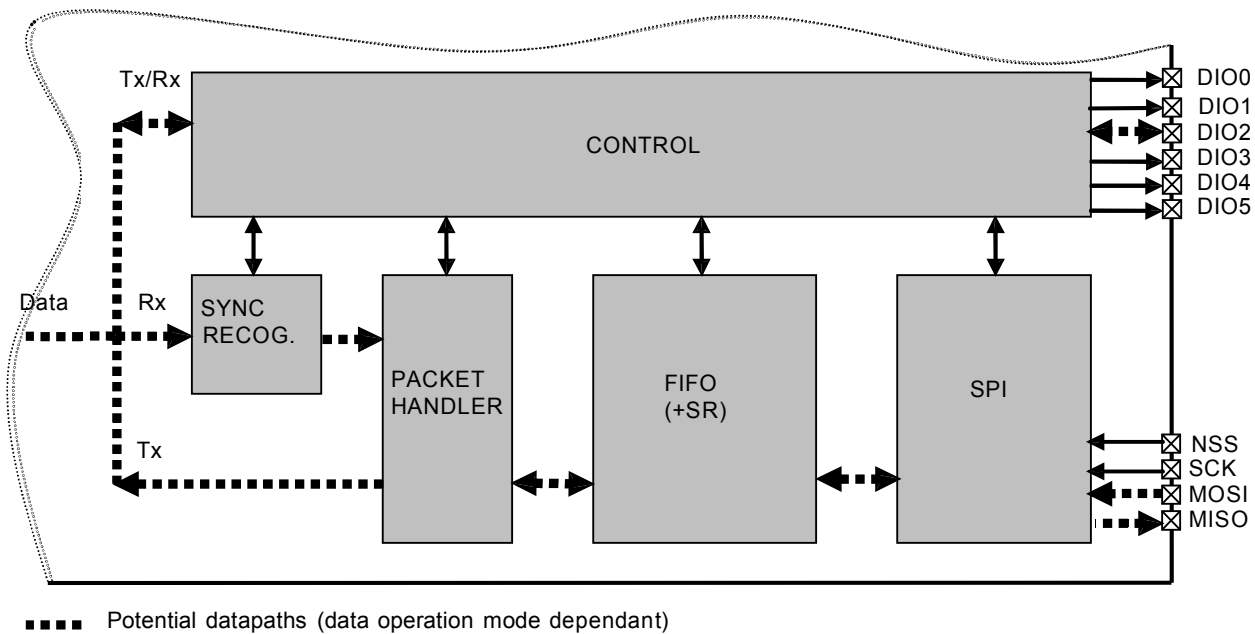 Tx/Rx
CONTROL
DIO0
DIO1
DIO2
DIO3
DIO4
DIO5
Data
Rx
SYNC
RECOG.
PACKET
HANDLER
FIFO
(+SR)
SPI
Tx
NSS
SCK
MOSI
MISO
Potential datapaths (data operation mode dependant)